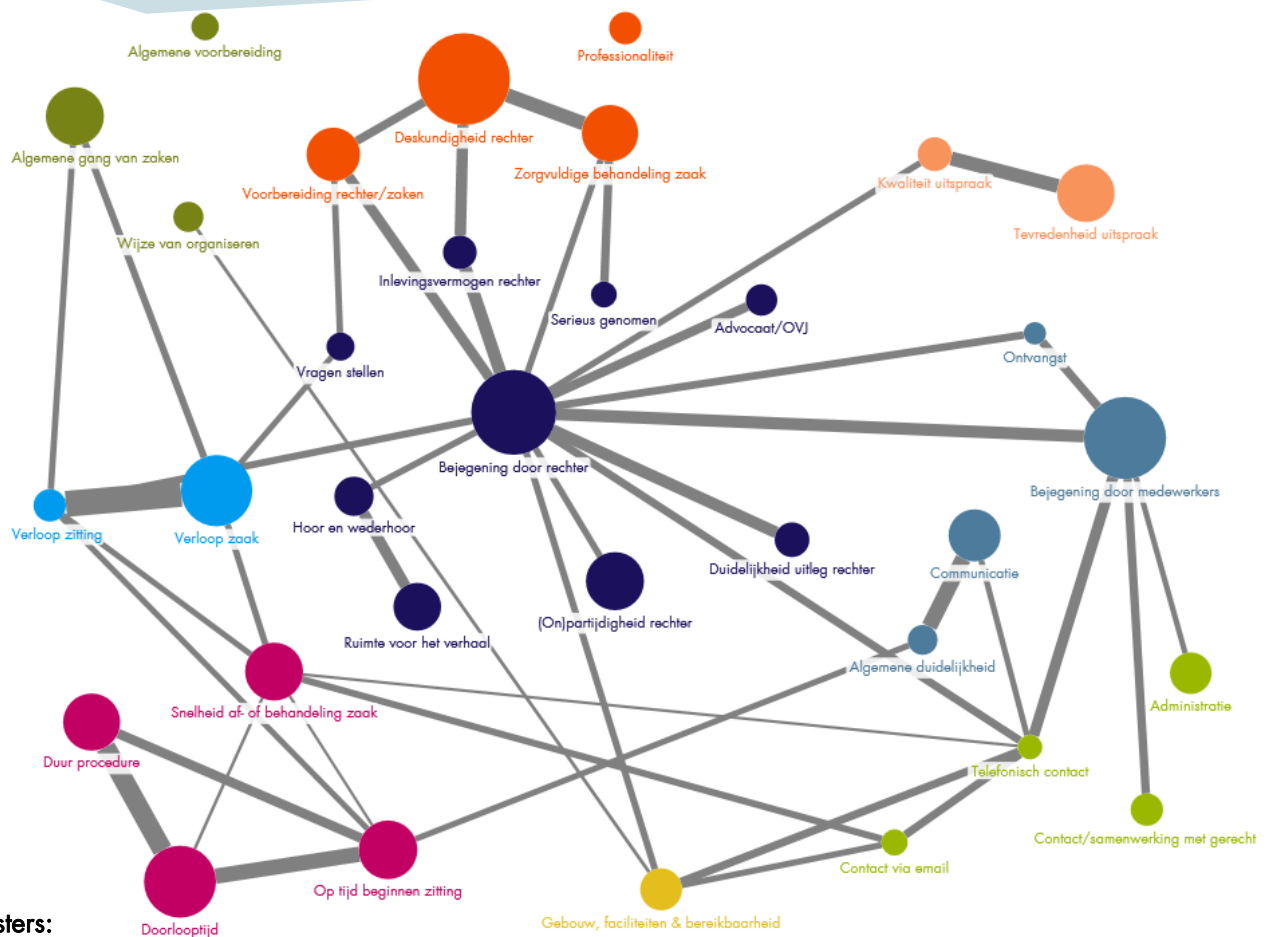 Algemene voorbereiding
Professionaliteit
Deskundigheid rechter
Algemene gang van zaken
Zorgvuldige behandeling zaak
Kwaliteit uitspraak
Voorbereiding rechter/zaken
Tevredenheid uitspraak
Wijze van organiseren
Inlevingsvermogen rechter
Serieus genomen
Advocaat/OVJ
Ontvangst
Vragen stellen
Bejegening door rechter
Bejegening door medewerkers
Hoor en wederhoor
Verloop zitting
Verloop zaak
Duidelijkheid uitleg rechter
Communicatie
(On)partijdigheid rechter
Ruimte voor het verhaal
Algemene duidelijkheid
Administratie
Snelheid af- of behandeling zaak
Duur procedure
Telefonisch contact
Contact/samenwerking met gerecht
Contact via email
Op tijd beginnen zitting
Gebouw, faciliteiten & bereikbaarheid
sters:
Doorlooptijd